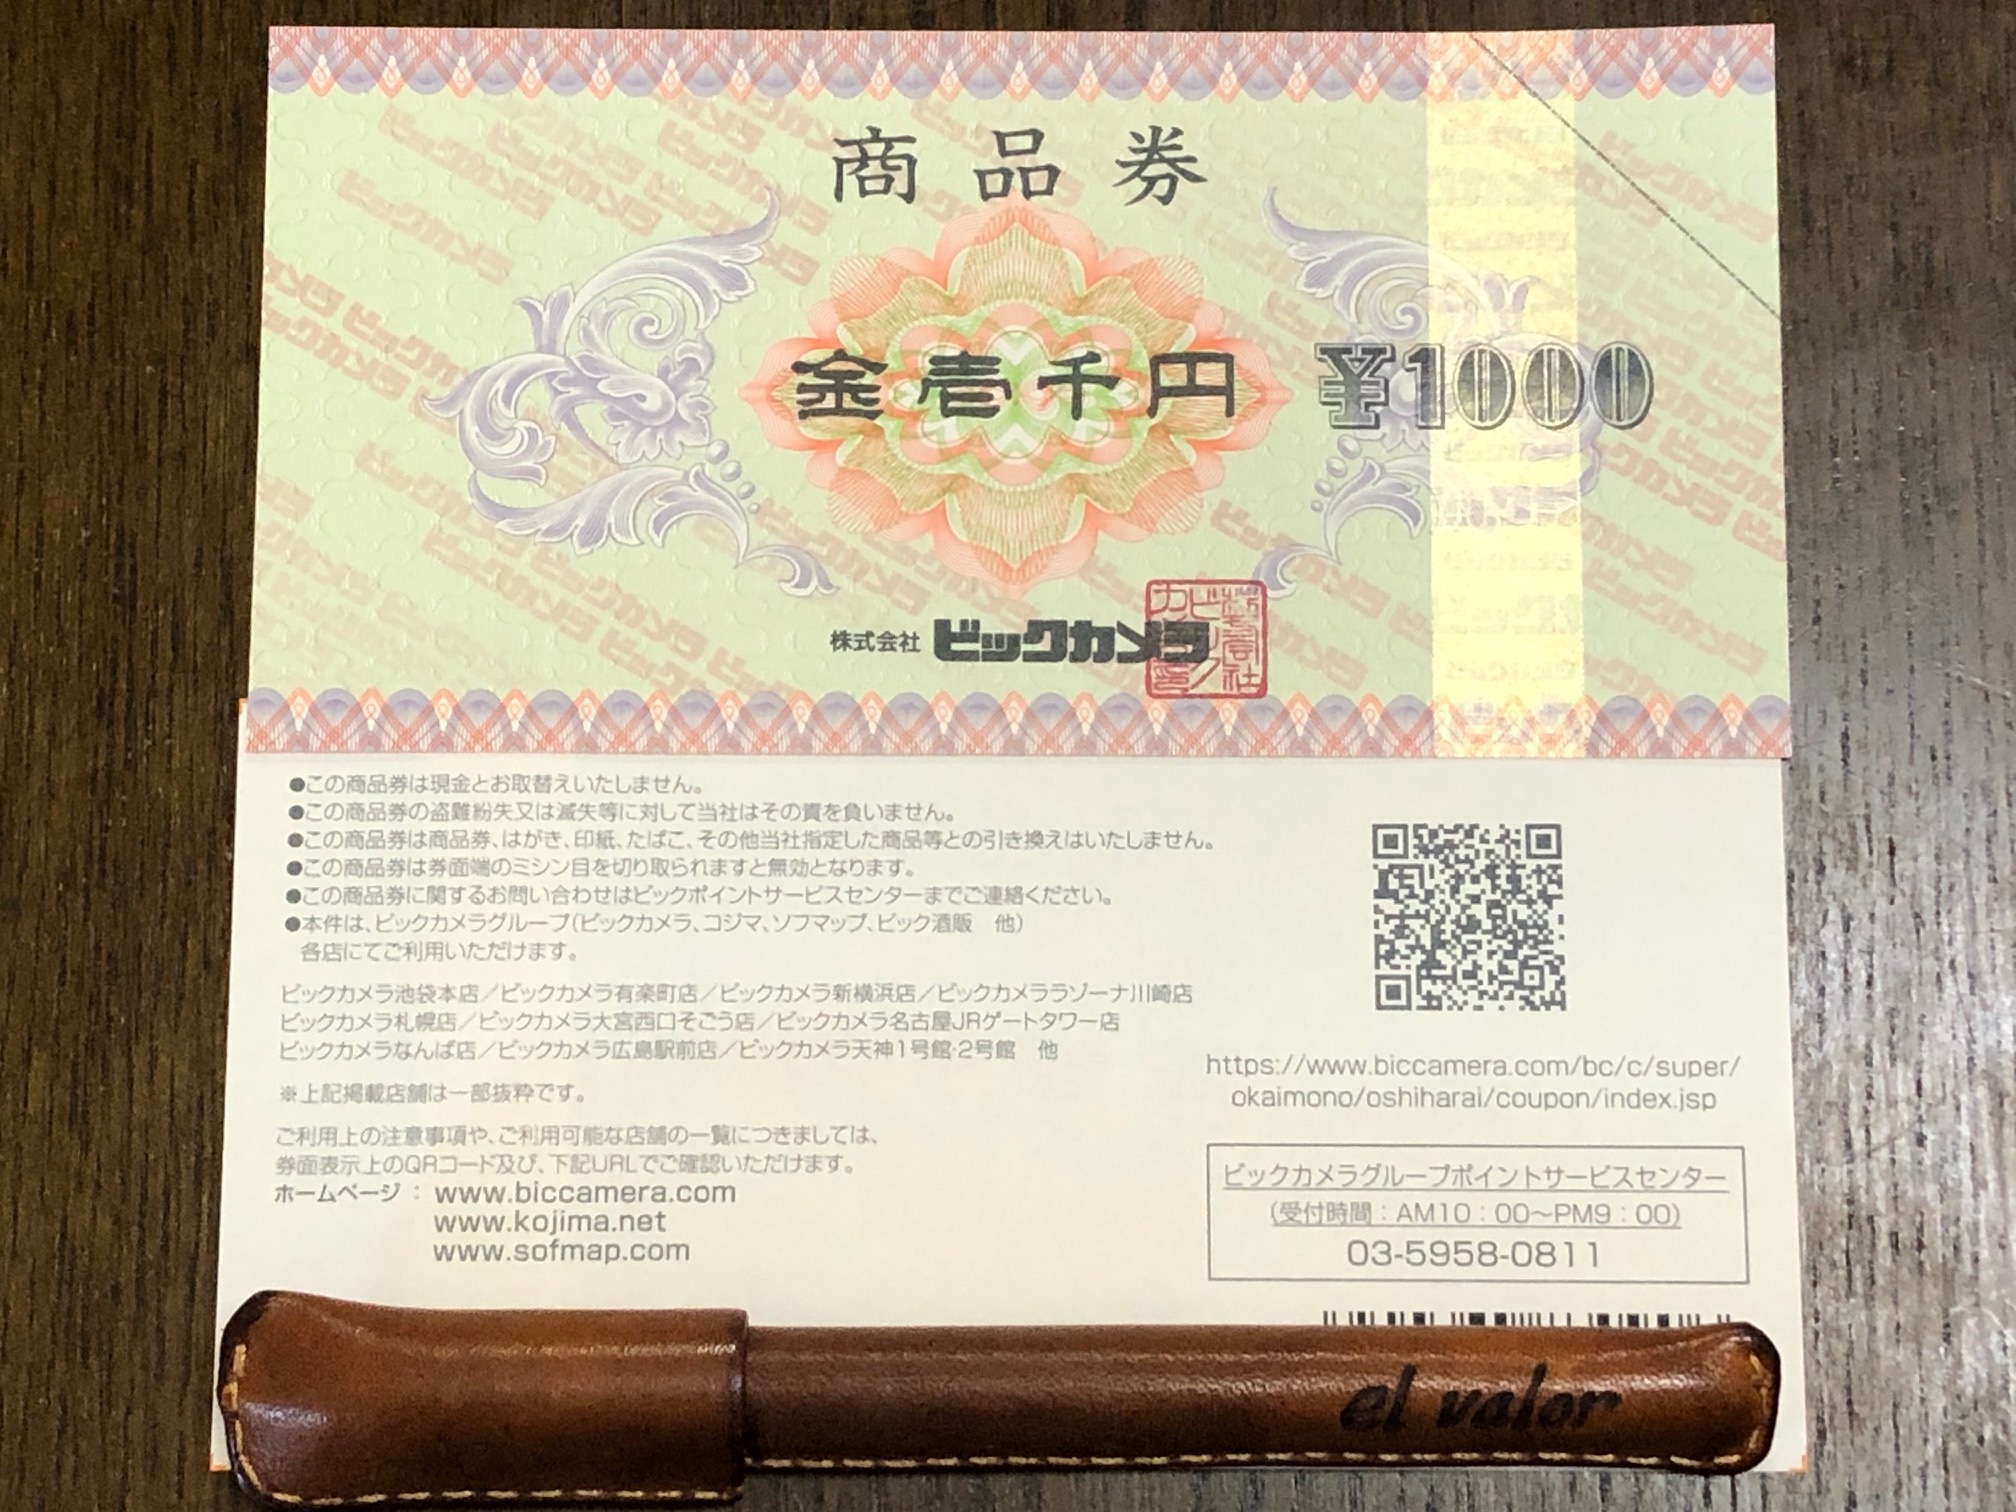 商品券
金壱千円 ¥1000
株式会社 ビックカメラ
●この商品券は現金とお取替えいたしません。
●この商品券の盗難紛失又は滅失等に対して当社はその責を負いません。
●この商品券は商品券、はがき、印紙、たばこ、その他当社指定した商品等との引き換えはいたしません。
●この商品券は券面端のミシン目を切り取られますと無効となります。
●この商品券に関するお問い合わせはビックポイントサービスセンターまでご連絡ください。
●本件は、ビックカメラグループ(ビックカメラ、コジマ、ソフマップ、ビック酒販　他)
各店にてご利用いただけます。
ビックカメラ池袋本店／ビックカメラ有楽町店／ビックカメラ新横浜店／ビックカメララゾーナ川崎店
ビックカメラ札幌店／ビックカメラ大宮西口そごう店／ビックカメラ名古屋JRゲートタワー店
ビックカメラなんば店／ビックカメラ広島駅前店／ビックカメラ天神1号館・2号館　他
※上記掲載店舗は一部抜粋です。
ご利用上の注意事項や、ご利用可能な店舗の一覧につきましては、
券面表示上のQRコード及び、下記URLでご確認いただけます。
ホームページ：www.biccamera.com
www.kojima.net
www.sofmap.com
https://www.biccamera.com/bc/c/super/
okaimono/oshiharai/coupon/index.jsp
ビックカメラグループポイントサービスセンター
(受付時間：AM10：00〜PM9：00)
03-5958-0811
el valor